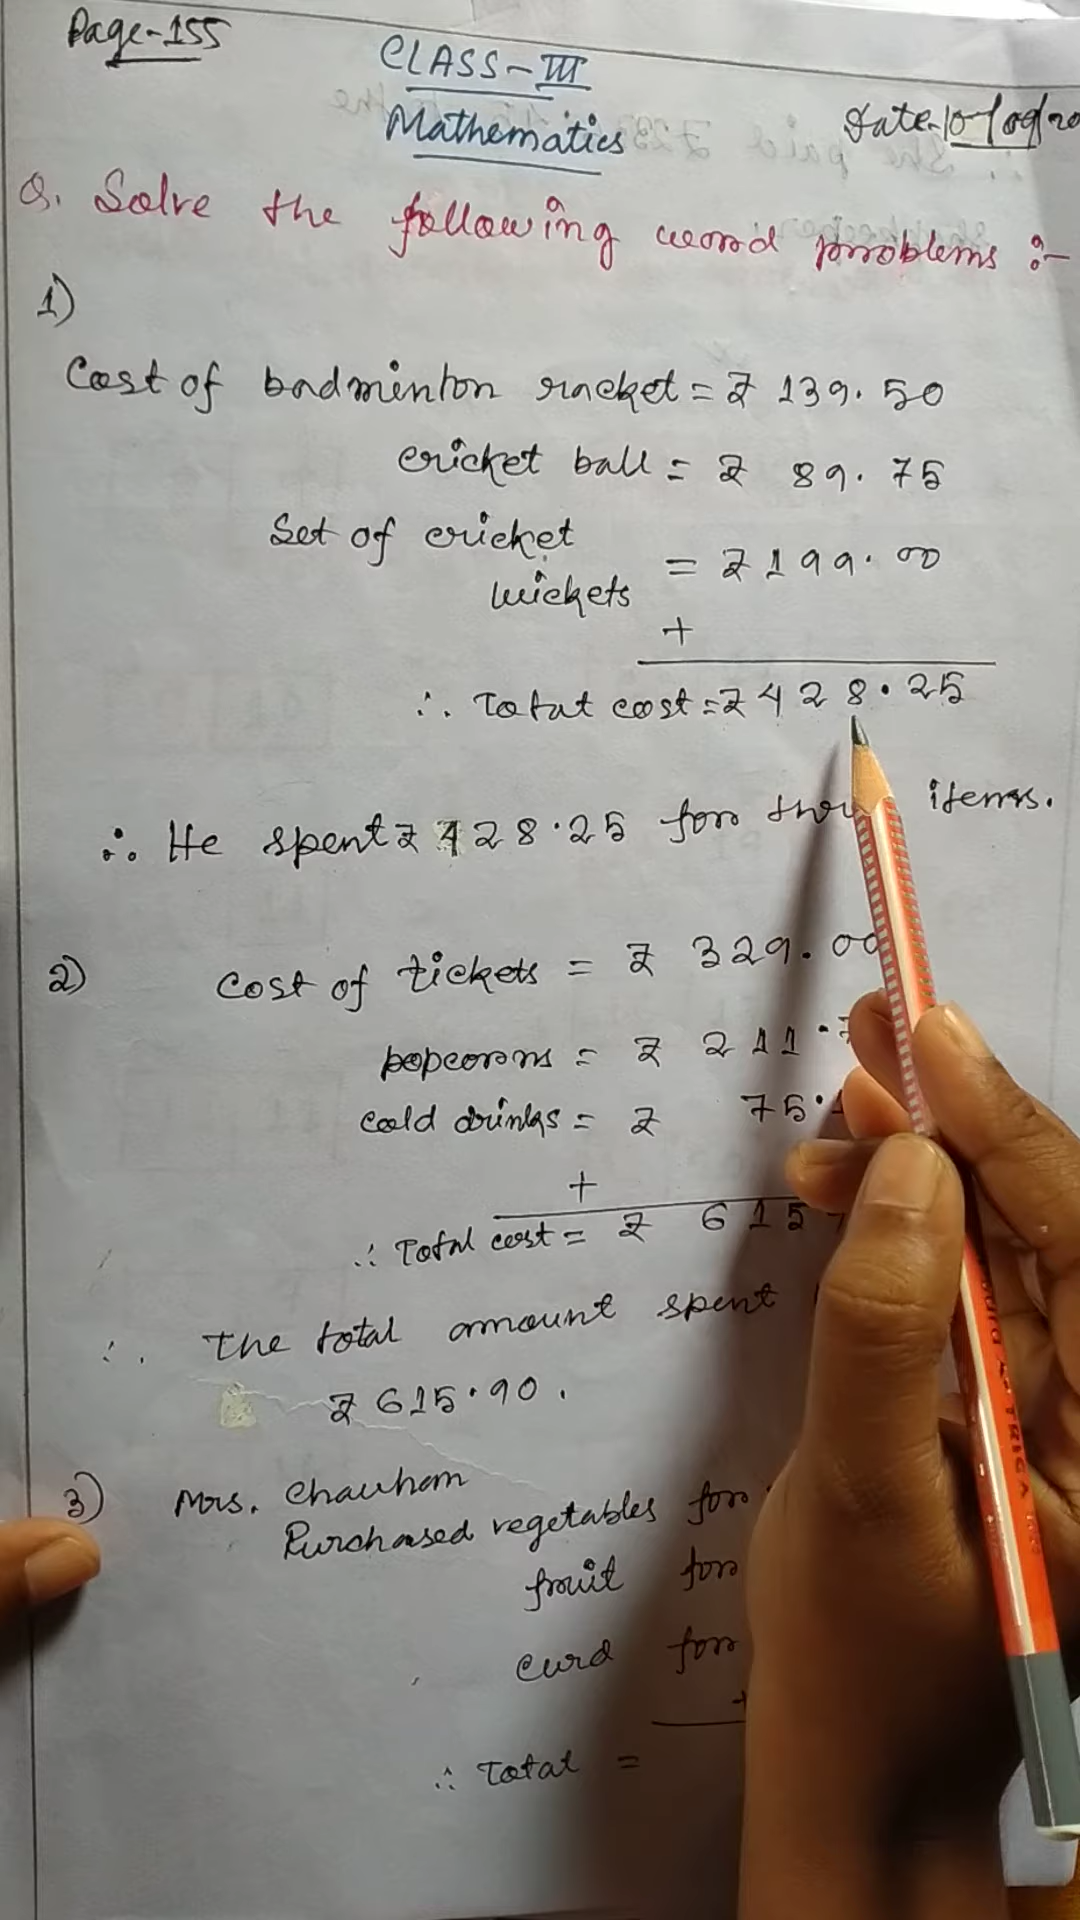 Page-155
CLASS-III
Mathematics
Date-10/09/20
Q. Solve the following word problems :-
1)
Cost of badminton racket = ₹ 139.50
cricket ball = ₹ 89.75
Set of cricket
wickets = ₹ 199.00
+
∴ Total cost = ₹ 428.25
∴ He spent ₹ 428.25 for items.
2) Cost of tickets = ₹ 329.00
popcorns = ₹ 211.
cold drinks = ₹ 75.
+
∴ Total cost = ₹ 615
∴ The total amount spent
₹ 615.90.
3) Mrs. Chauhan
Purchased vegetables for
fruit for
curd for
+
∴ Total =